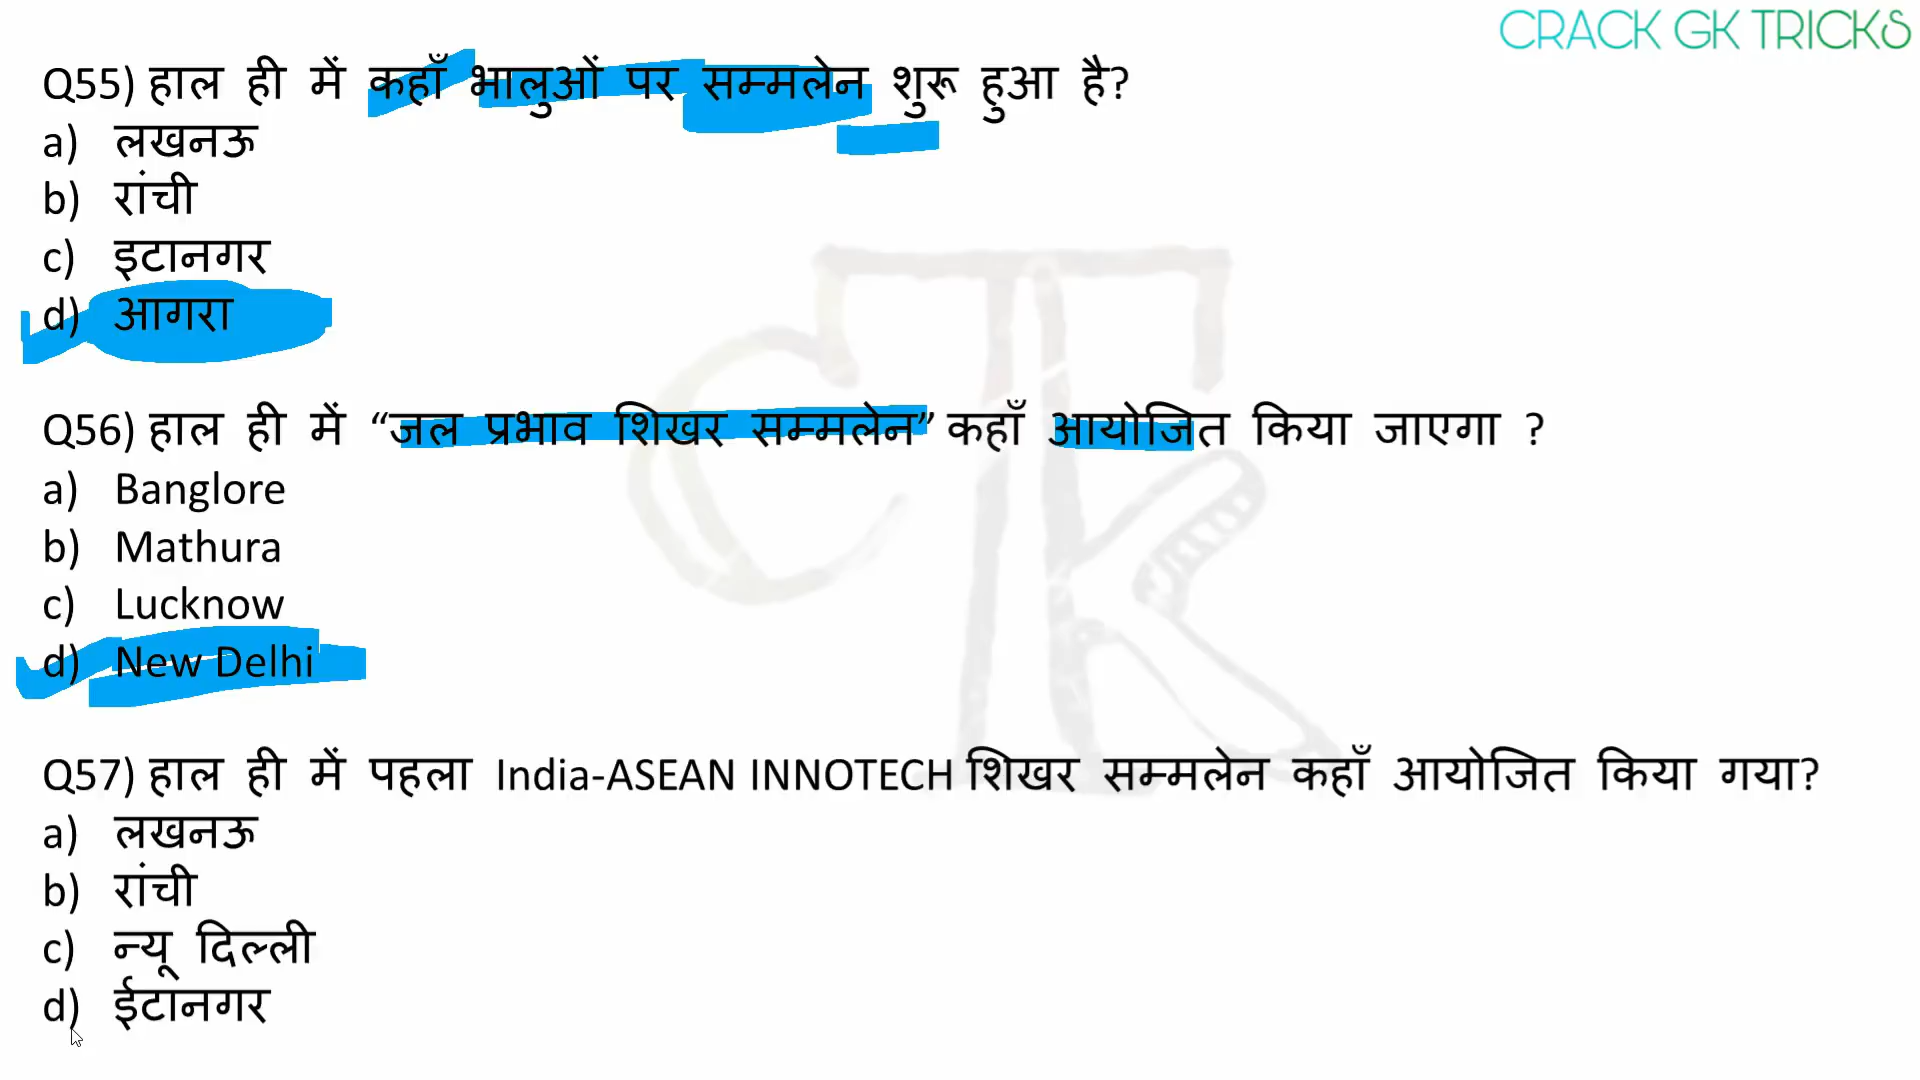 CRACK GK TRICKS
Q55) हाल ही में कहाँ भालुओं पर सम्मलेन शुरू हुआ है?
a) लखनऊ
b) रांची
c) इटानगर
d) आगरा
Q56) हाल ही में “जल प्रभाव शिखर सम्मलेन” कहाँ आयोजित किया जाएगा ?
a) Banglore
b) Mathura
c) Lucknow
d) New Delhi
Q57) हाल ही में पहला India-ASEAN INNOTECH शिखर सम्मलेन कहाँ आयोजित किया गया?
a) लखनऊ
b) रांची
c) न्यू दिल्ली
d) ईटानगर